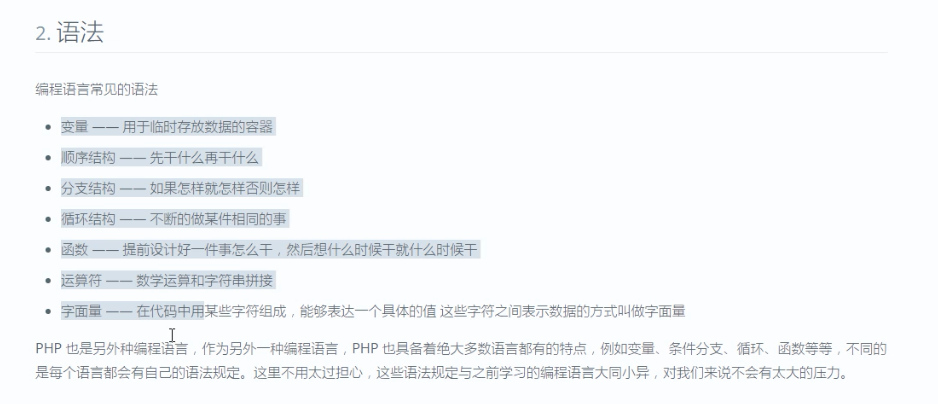 2. 语法
编程语言常见的语法
变量 —— 用于临时存放数据的容器
顺序结构 —— 先干什么再干什么
分支结构 —— 如果怎样就怎样否则怎样
循环结构 —— 不断的做某件相同的事
函数 —— 提前设计好一件事怎么干，然后想什么时候干就什么时候干
运算符 —— 数学运算和字符串拼接
字面量 —— 在代码中用某些字符组成，能够表达一个具体的值 这些字符之间表示数据的方式叫做字面量
PHP 也是另外种编程语言，作为另外一种编程语言，PHP 也具备着绝大多数语言都有的特点，例如变量、条件分支、循环、函数等等，不同的
是每个语言都会有自己的语法规定。这里不用太过担心，这些语法规定与之前学习的编程语言大同小异，对我们来说不会有太大的压力。